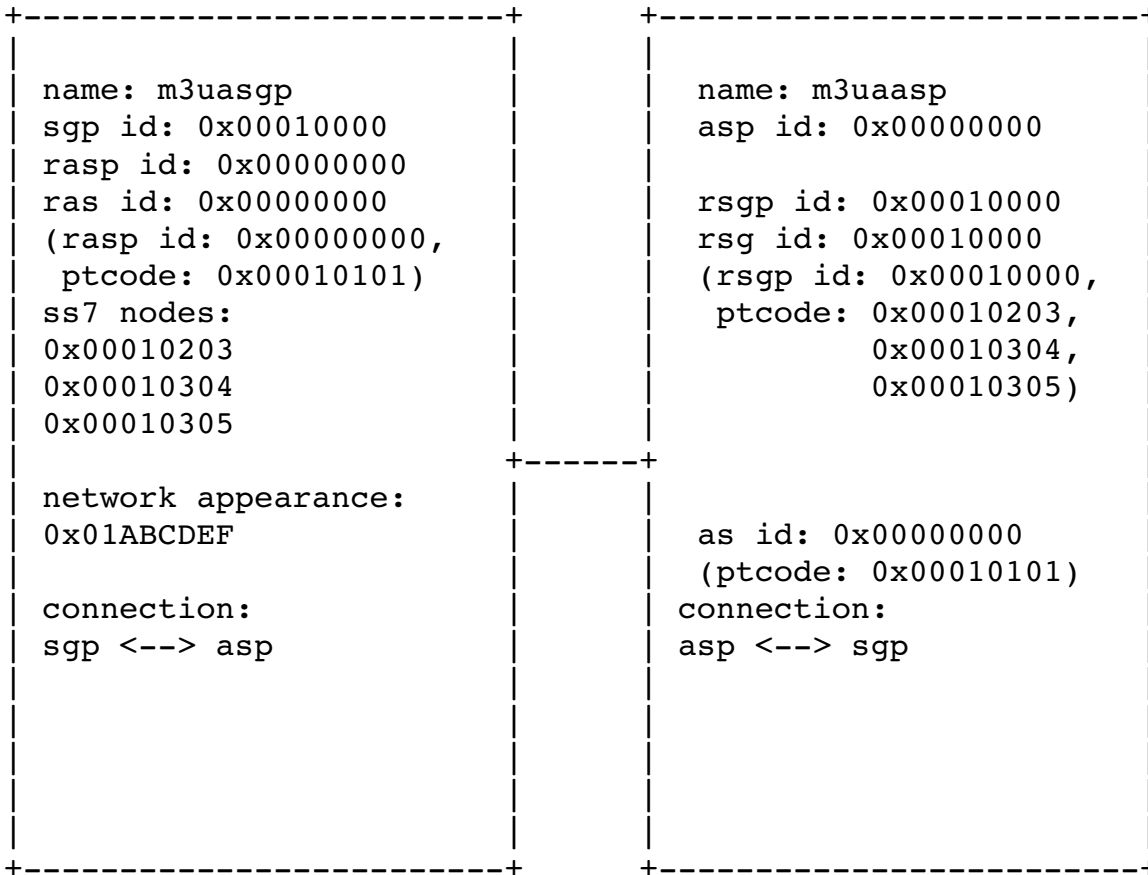 name: m3uasgp
sgp id: 0x00010000
rasp id: 0x00000000
ras id: 0x00000000
(rasp id: 0x00000000,
ptcode: 0x00010101)
ss7 nodes:
0x00010203
0x00010304
0x00010305
network appearance:
0x01ABCDEF
connection:
sgp <--> asp
name: m3uaasp
asp id: 0x00000000
rsgp id: 0x00010000
rsg id: 0x00010000
(rsgp id: 0x00010000,
ptcode: 0x00010203,
0x00010304,
0x00010305)
as id: 0x00000000
(ptcode: 0x00010101)
connection:
asp <--> sgp